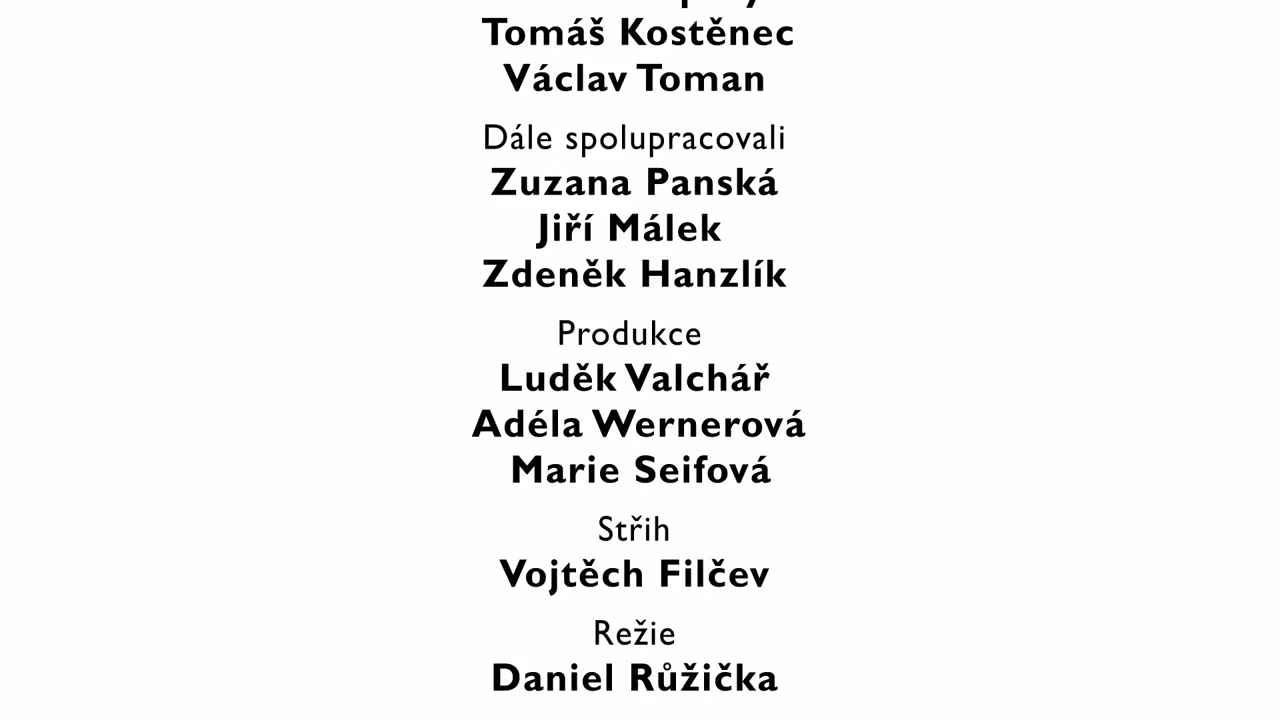 Tomáš Kostěnec
Václav Toman
Dále spolupracovali
Zuzana Panská
Jiří Málek
Zdeněk Hanzlík
Produkce
Luděk Valchář
Adéla Wernerová
Marie Seifová
Střih
Vojtěch Filčev
Režie
Daniel Růžička